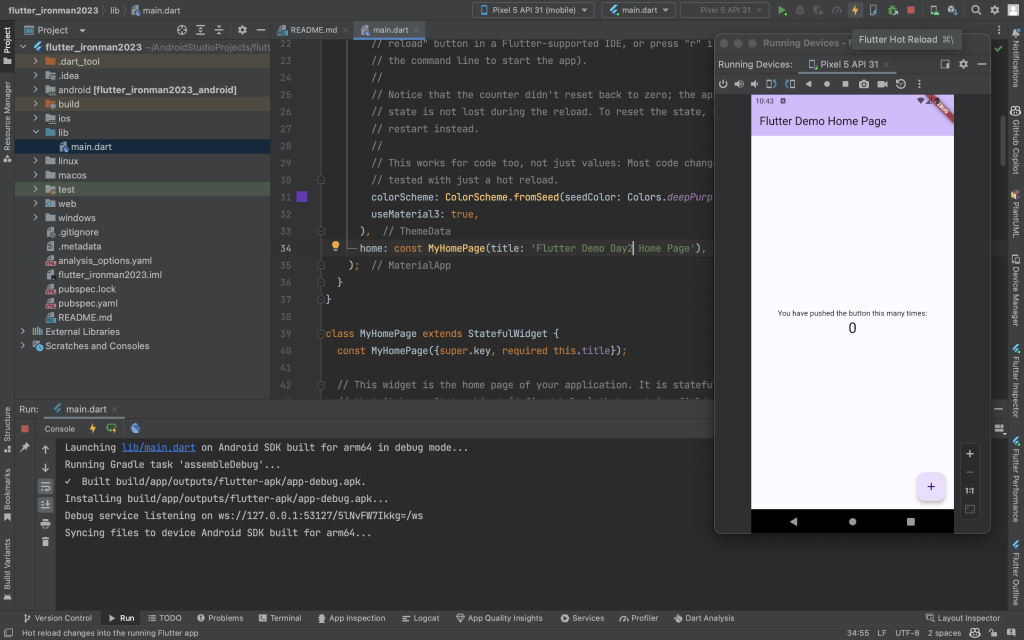 flutter_ironman2023 〉 lib 〉 main.dart
Pixel 5 API 31 (mobile)
main.dart
Pixel 5 API 31
Project
README.md
main.dart
Flutter Hot Reload ⌘\
flutter_ironman2023 ~/AndroidStudioProjects/flutt
.dart_tool
.idea
android [flutter_ironman2023_android]
build
ios
lib
main.dart
linux
macos
test
web
windows
.gitignore
.metadata
analysis_options.yaml
flutter_ironman2023.iml
pubspec.lock
pubspec.yaml
README.md
External Libraries
Scratches and Consoles
22 // reload" button in a Flutter-supported IDE, or press "r" i
23 // the command line to start the app).
24 //
25 // Notice that the counter didn't reset back to zero; the ap
26 // state is not lost during the reload. To reset the state,
27 // restart instead.
28 //
29 // This works for code too, not just values: Most code chang
30 // tested with just a hot reload.
31 colorScheme: ColorScheme.fromSeed(seedColor: Colors.deepPurp
32 useMaterial3: true,
33 ), // ThemeData
34 home: const MyHomePage(title: 'Flutter Demo Day2 Home Page'),
35 ); // MaterialApp
36 }
37 }
38
39 class MyHomePage extends StatefulWidget {
40 const MyHomePage({super.key, required this.title});
41
42 // This widget is the home page of your application. It is statef
Running Devices - f
Running Devices: Pixel 5 API 31
10:43
DEBUG
Flutter Demo Home Page
You have pushed the button this many times:
0
+
+
−
1:1
Run: main.dart
Console
Launching lib/main.dart on Android SDK built for arm64 in debug mode...
Running Gradle task 'assembleDebug'...
✓ Built build/app/outputs/flutter-apk/app-debug.apk.
Installing build/app/outputs/flutter-apk/app-debug.apk...
Debug service listening on ws://127.0.0.1:53127/5lNvFW7Ikkg=/ws
Syncing files to device Android SDK built for arm64...
Project
Resource Manager
Structure
Bookmarks
Build Variants
Notifications
GitHub Copilot
PlantUML
Device Manager
Flutter Inspector
Flutter Performance
Flutter Outline
Version Control
Run
TODO
Problems
Terminal
App Inspection
Logcat
App Quality Insights
Services
Profiler
Dart Analysis
Layout Inspector
Hot reload changes into the running Flutter app
34:55 LF UTF-8 2 spaces